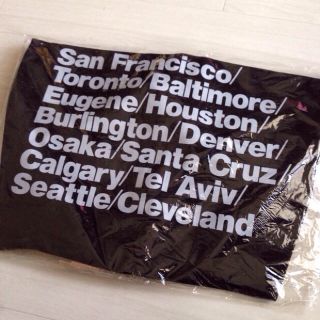 San Francisco/
Toronto/Baltimore/
Eugene/Houston/
Burlington/Denver/
Osaka/Santa Cruz
Calgary/Tel Aviv/
Seattle/Cleveland